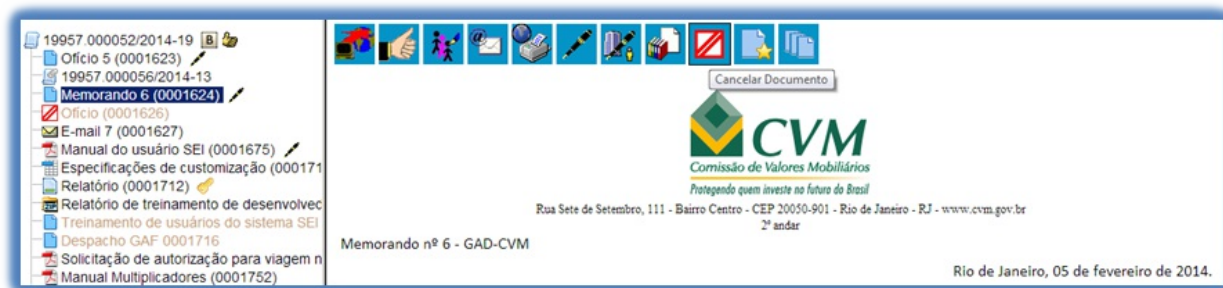 19957.000052/2014-19 B
Ofício 5 (0001623)
19957.000056/2014-13
Memorando 6 (0001624)
Ofício (0001626)
E-mail 7 (0001627)
Manual do usuário SEI (0001675)
Especificações de customização (000171
Relatório (0001712)
Relatório de treinamento de desenvolvec
Treinamento de usuários do sistema SEI
Despacho GAF 0001716
Solicitação de autorização para viagem n
Manual Multiplicadores (0001752)
Cancelar Documento
CVM
Comissão de Valores Mobiliários
Protegendo quem investe no futuro do Brasil
Rua Sete de Setembro, 111 - Bairro Centro - CEP 20050-901 - Rio de Janeiro - RJ - www.cvm.gov.br
2º andar
Memorando nº 6 - GAD-CVM
Rio de Janeiro, 05 de fevereiro de 2014.